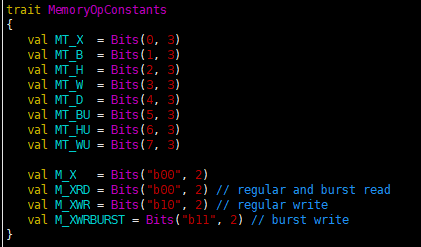 trait MemoryOpConstants
{
   val MT_X  = Bits(0, 3)
   val MT_B  = Bits(1, 3)
   val MT_H  = Bits(2, 3)
   val MT_W  = Bits(3, 3)
   val MT_D  = Bits(4, 3)
   val MT_BU = Bits(5, 3)
   val MT_HU = Bits(6, 3)
   val MT_WU = Bits(7, 3)

   val M_X   = Bits("b00", 2)
   val M_XRD = Bits("b00", 2) // regular and burst read
   val M_XWR = Bits("b10", 2) // regular write
   val M_XWRBURST = Bits("b11", 2) // burst write
}